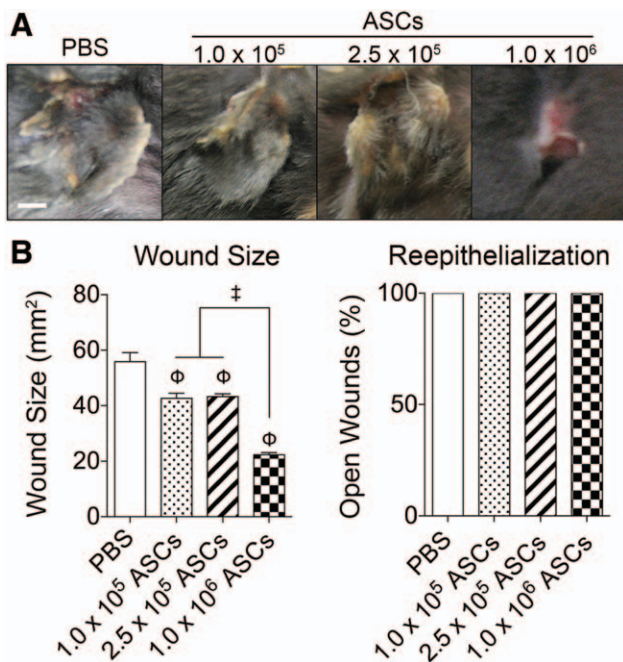 A
ASCs
PBS
1.0 x 10⁵
2.5 x 10⁵
1.0 x 10⁶
B
Wound Size
Wound Size (mm²)
80
60
40
20
0
‡
Φ
Φ
Φ
PBS
1.0 x 10⁵ ASCs
2.5 x 10⁵ ASCs
1.0 x 10⁶ ASCs
Reepithelialization
Open Wounds (%)
100
50
0
PBS
1.0 x 10⁵ ASCs
2.5 x 10⁵ ASCs
1.0 x 10⁶ ASCs